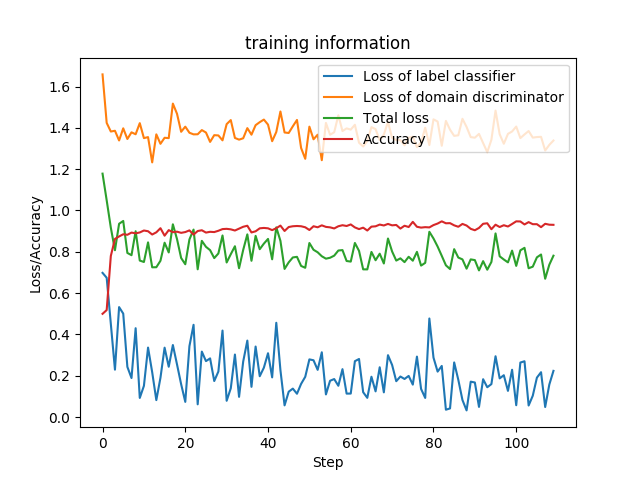 training information
Loss of label classifier
Loss of domain discriminator
Total loss
Accuracy
Loss/Accuracy
1.6
1.4
1.2
1.0
0.8
0.6
0.4
0.2
0.0
0 20 40 60 80 100
Step